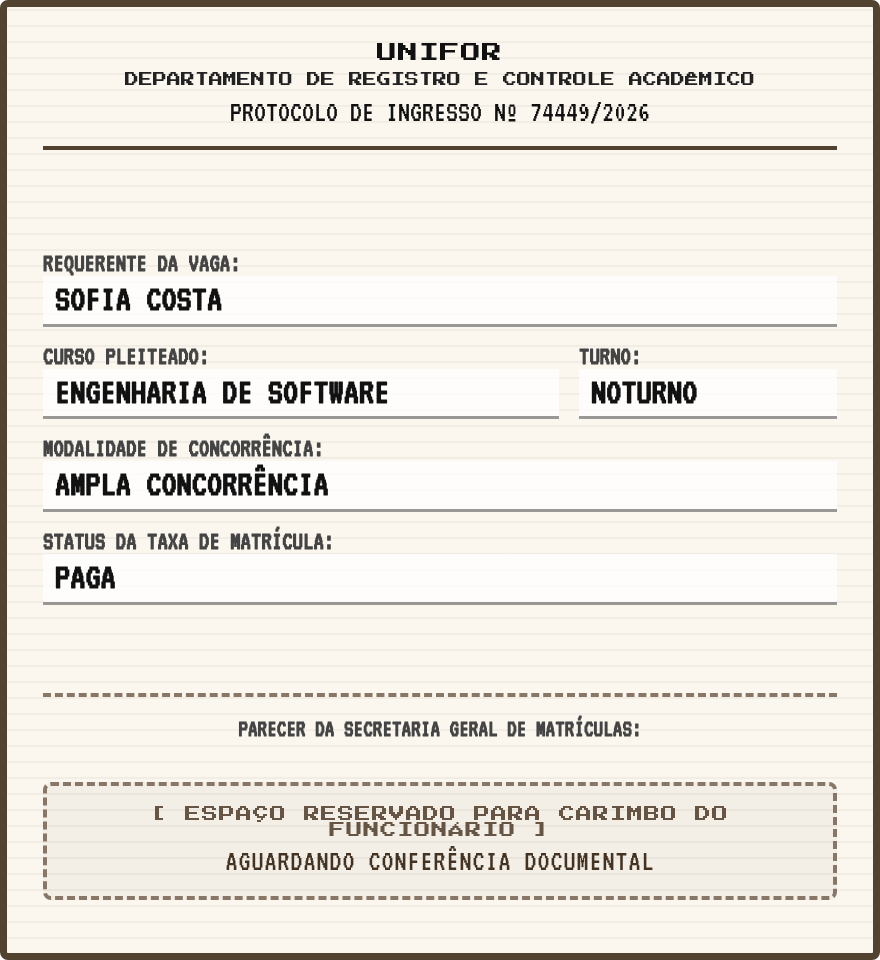 UNIFOR
DEPARTAMENTO DE REGISTRO E CONTROLE ACADÊMICO
PROTOCOLO DE INGRESSO Nº 74449/2026
REQUERENTE DA VAGA:
SOFIA COSTA
CURSO PLEITEADO:
ENGENHARIA DE SOFTWARE
TURNO:
NOTURNO
MODALIDADE DE CONCORRÊNCIA:
AMPLA CONCORRÊNCIA
STATUS DA TAXA DE MATRÍCULA:
PAGA
PARECER DA SECRETARIA GERAL DE MATRÍCULAS:
[ ESPAÇO RESERVADO PARA CARIMBO DO
FUNCIONÁRIO ]
AGUARDANDO CONFERÊNCIA DOCUMENTAL